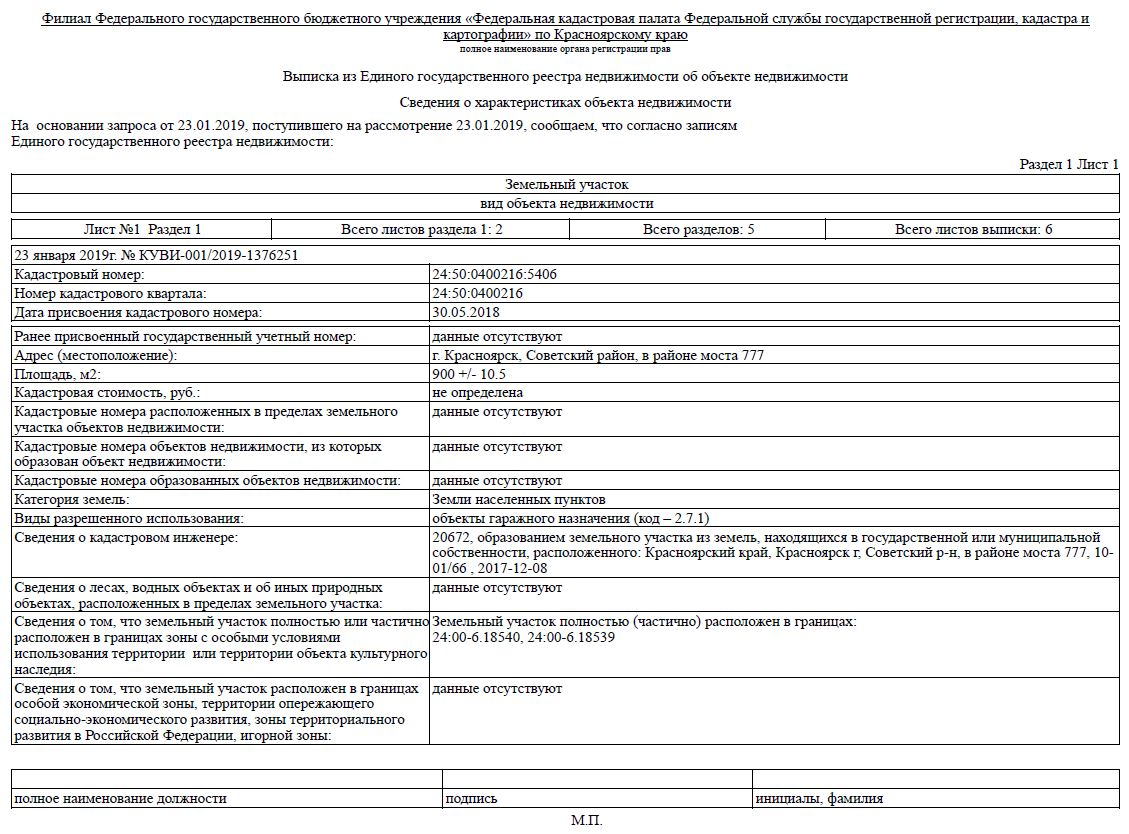 Филиал Федерального государственного бюджетного учреждения «Федеральная кадастровая палата Федеральной службы государственной регистрации, кадастра и
картографии» по Красноярскому краю
полное наименование органа регистрации прав
Выписка из Единого государственного реестра недвижимости об объекте недвижимости
Сведения о характеристиках объекта недвижимости
На основании запроса от 23.01.2019, поступившего на рассмотрение 23.01.2019, сообщаем, что согласно записям
Единого государственного реестра недвижимости:
Раздел 1 Лист 1
Земельный участок
вид объекта недвижимости
Лист №1 Раздел 1 Всего листов раздела 1: 2 Всего разделов: 5 Всего листов выписки: 6
23 января 2019г. № КУВИ-001/2019-1376251
Кадастровый номер: 24:50:0400216:5406
Номер кадастрового квартала: 24:50:0400216
Дата присвоения кадастрового номера: 30.05.2018
Ранее присвоенный государственный учетный номер: данные отсутствуют
Адрес (местоположение): г. Красноярск, Советский район, в районе моста 777
Площадь, м2: 900 +/- 10.5
Кадастровая стоимость, руб.: не определена
Кадастровые номера расположенных в пределах земельного данные отсутствуют
участка объектов недвижимости:
Кадастровые номера объектов недвижимости, из которых данные отсутствуют
образован объект недвижимости:
Кадастровые номера образованных объектов недвижимости: данные отсутствуют
Категория земель: Земли населенных пунктов
Виды разрешенного использования: объекты гаражного назначения (код – 2.7.1)
Сведения о кадастровом инженере: 20672, образованием земельного участка из земель, находящихся в государственной или муниципальной
собственности, расположенного: Красноярский край, Красноярск г, Советский р-н, в районе моста 777, 10-
01/66 , 2017-12-08
Сведения о лесах, водных объектах и об иных природных данные отсутствуют
объектах, расположенных в пределах земельного участка:
Сведения о том, что земельный участок полностью или частично Земельный участок полностью (частично) расположен в границах:
расположен в границах зоны с особыми условиями 24:00-6.18540, 24:00-6.18539
использования территории или территории объекта культурного
наследия:
Сведения о том, что земельный участок расположен в границах данные отсутствуют
особой экономической зоны, территории опережающего
социально-экономического развития, зоны территориального
развития в Российской Федерации, игорной зоны:
полное наименование должности подпись инициалы, фамилия
М.П.